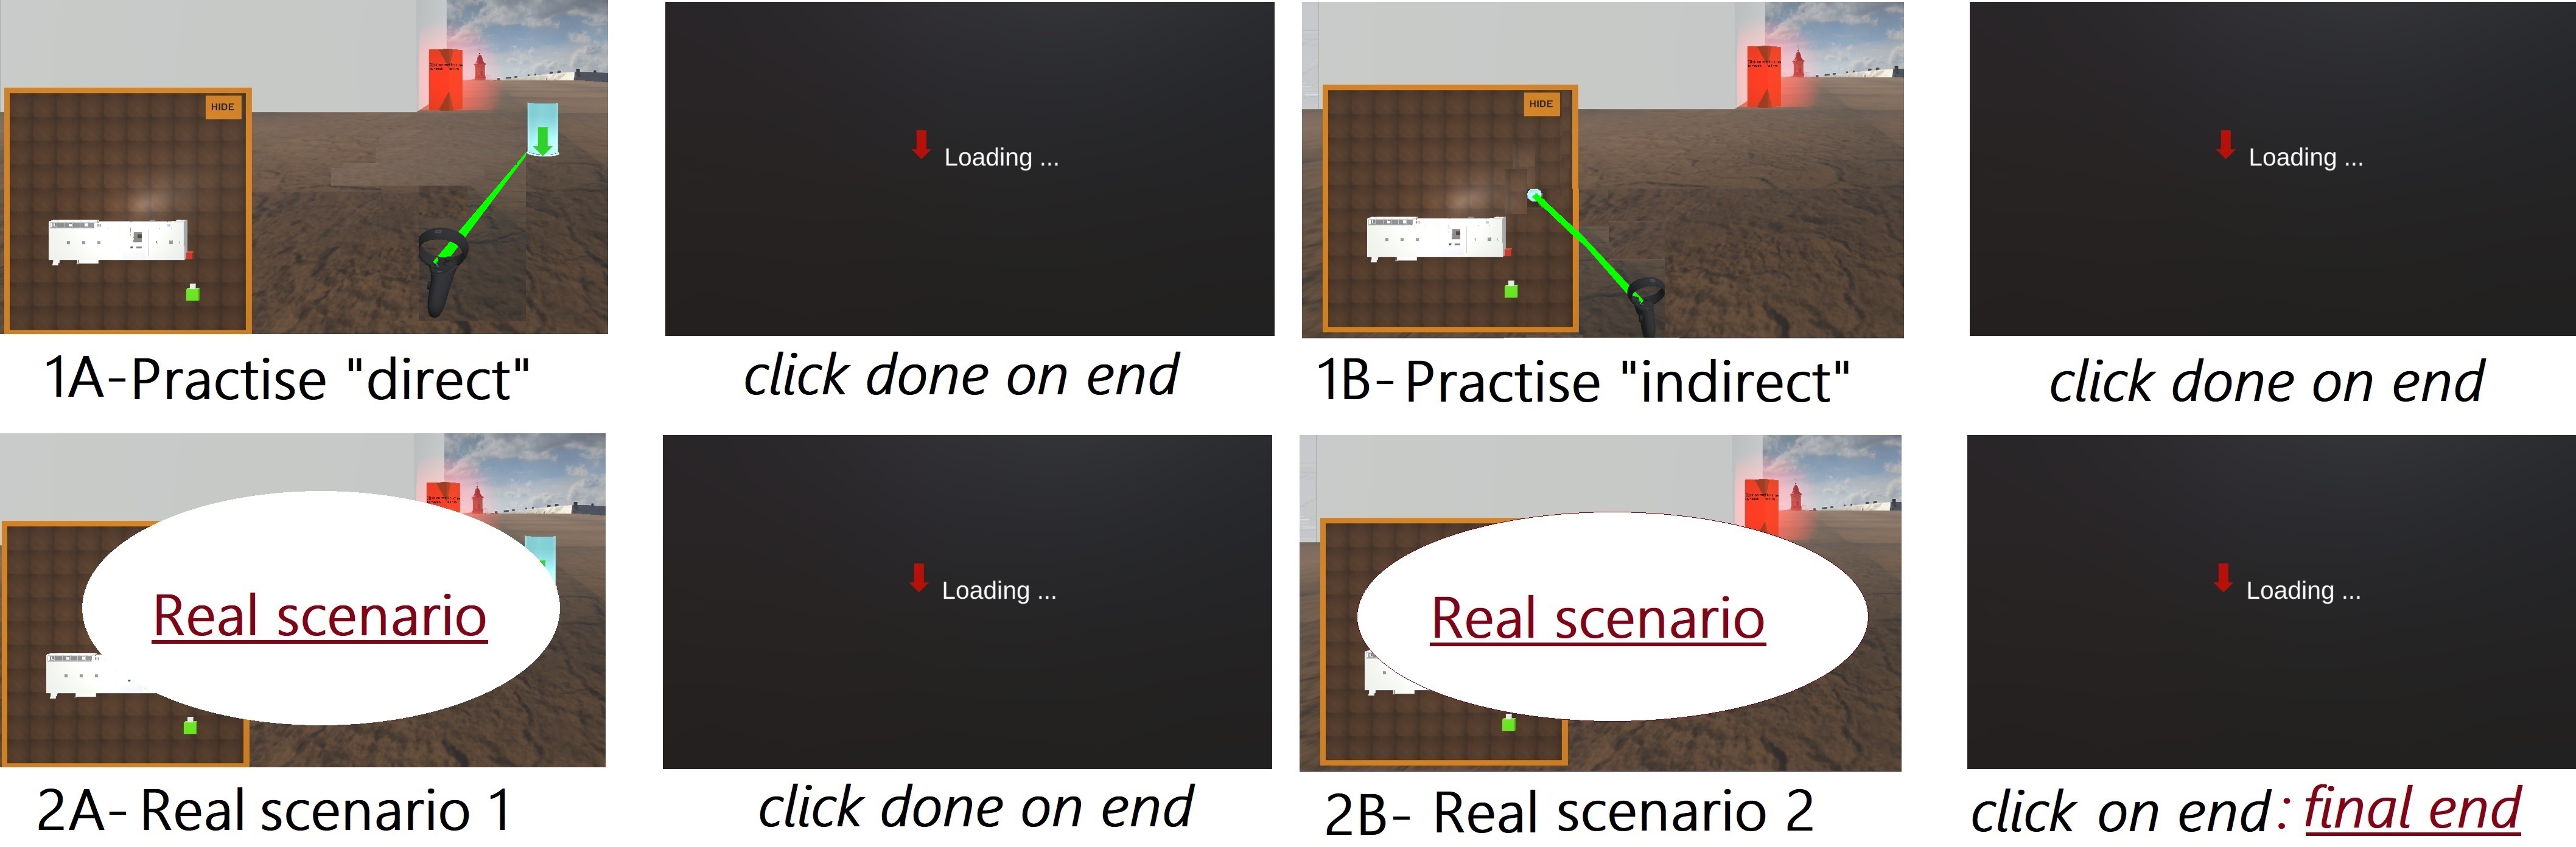 HIDE
Loading ...
HIDE
Loading ...
1A-Practise "direct"
click done on end
1B- Practise "indirect"
click done on end
Real scenario
Loading ...
Real scenario
Loading ...
2A- Real scenario 1
click done on end
2B- Real scenario 2
click on end: final end